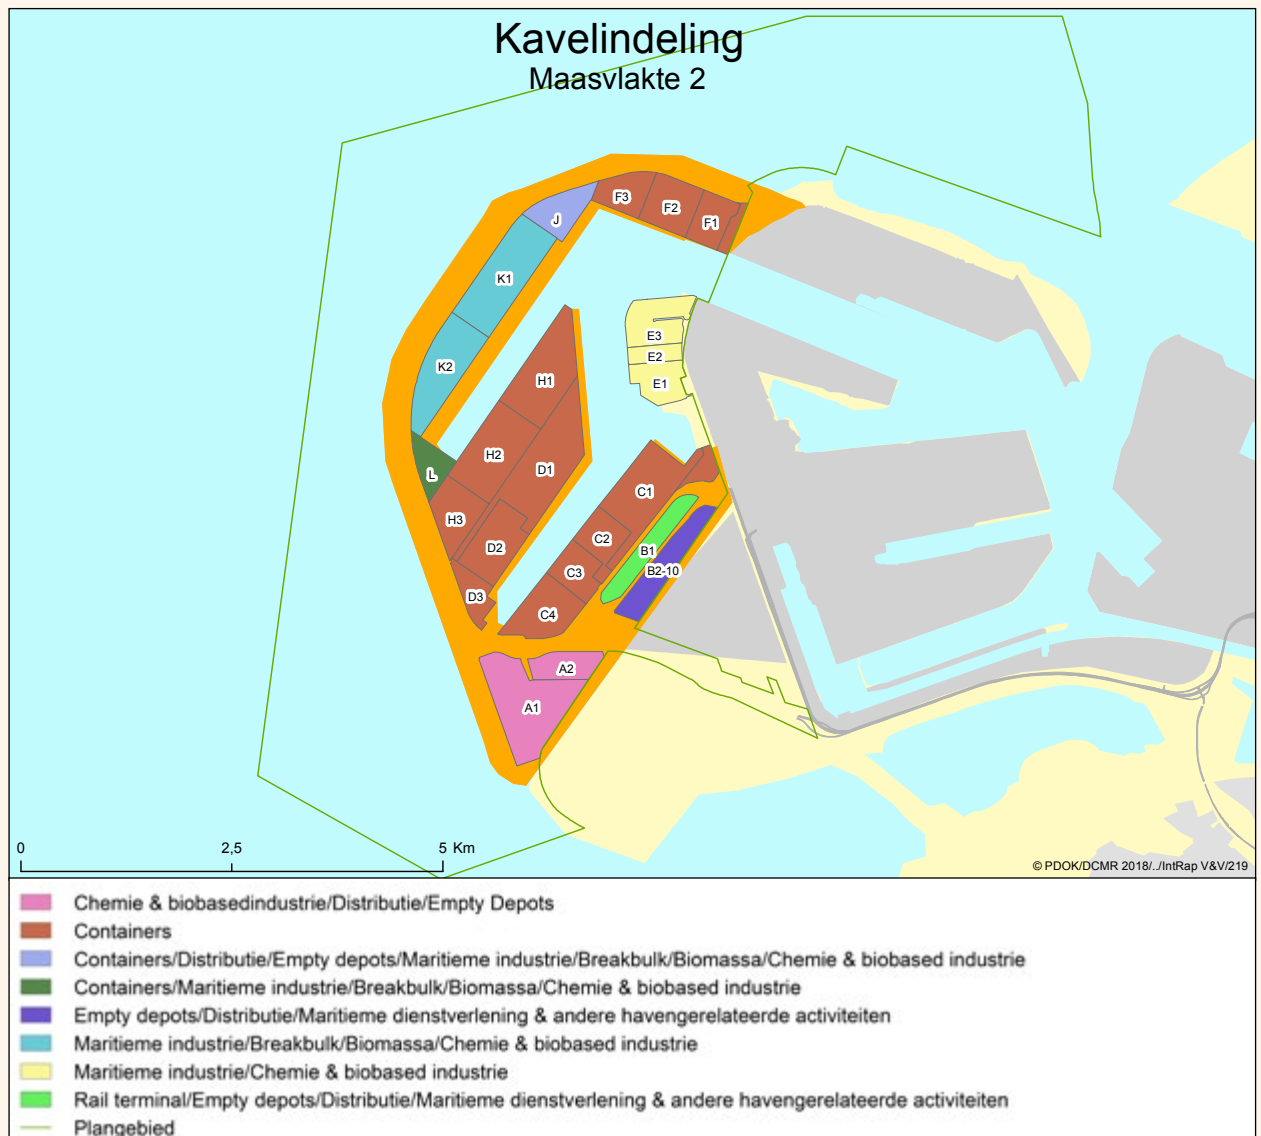 Kavelindeling
Maasvlakte 2
F3
F2
F1
J
K1
K2
E3
E2
E1
H1
H2
D1
L
H3
D2
D3
C1
C2
C3
C4
B1
B2-10
A2
A1
0
2,5
5 Km
© PDOK/DCMR 2018/../IntRap V&V/219
Chemie & biobasedindustrie/Distributie/Empty Depots
Containers
Containers/Distributie/Empty depots/Maritieme industrie/Breakbulk/Biomassa/Chemie & biobased industrie
Containers/Maritieme industrie/Breakbulk/Biomassa/Chemie & biobased industrie
Empty depots/Distributie/Maritieme dienstverlening & andere havengerelateerde activiteiten
Maritieme industrie/Breakbulk/Biomassa/Chemie & biobased industrie
Maritieme industrie/Chemie & biobased industrie
Rail terminal/Empty depots/Distributie/Maritieme dienstverlening & andere havengerelateerde activiteiten
Plangebied